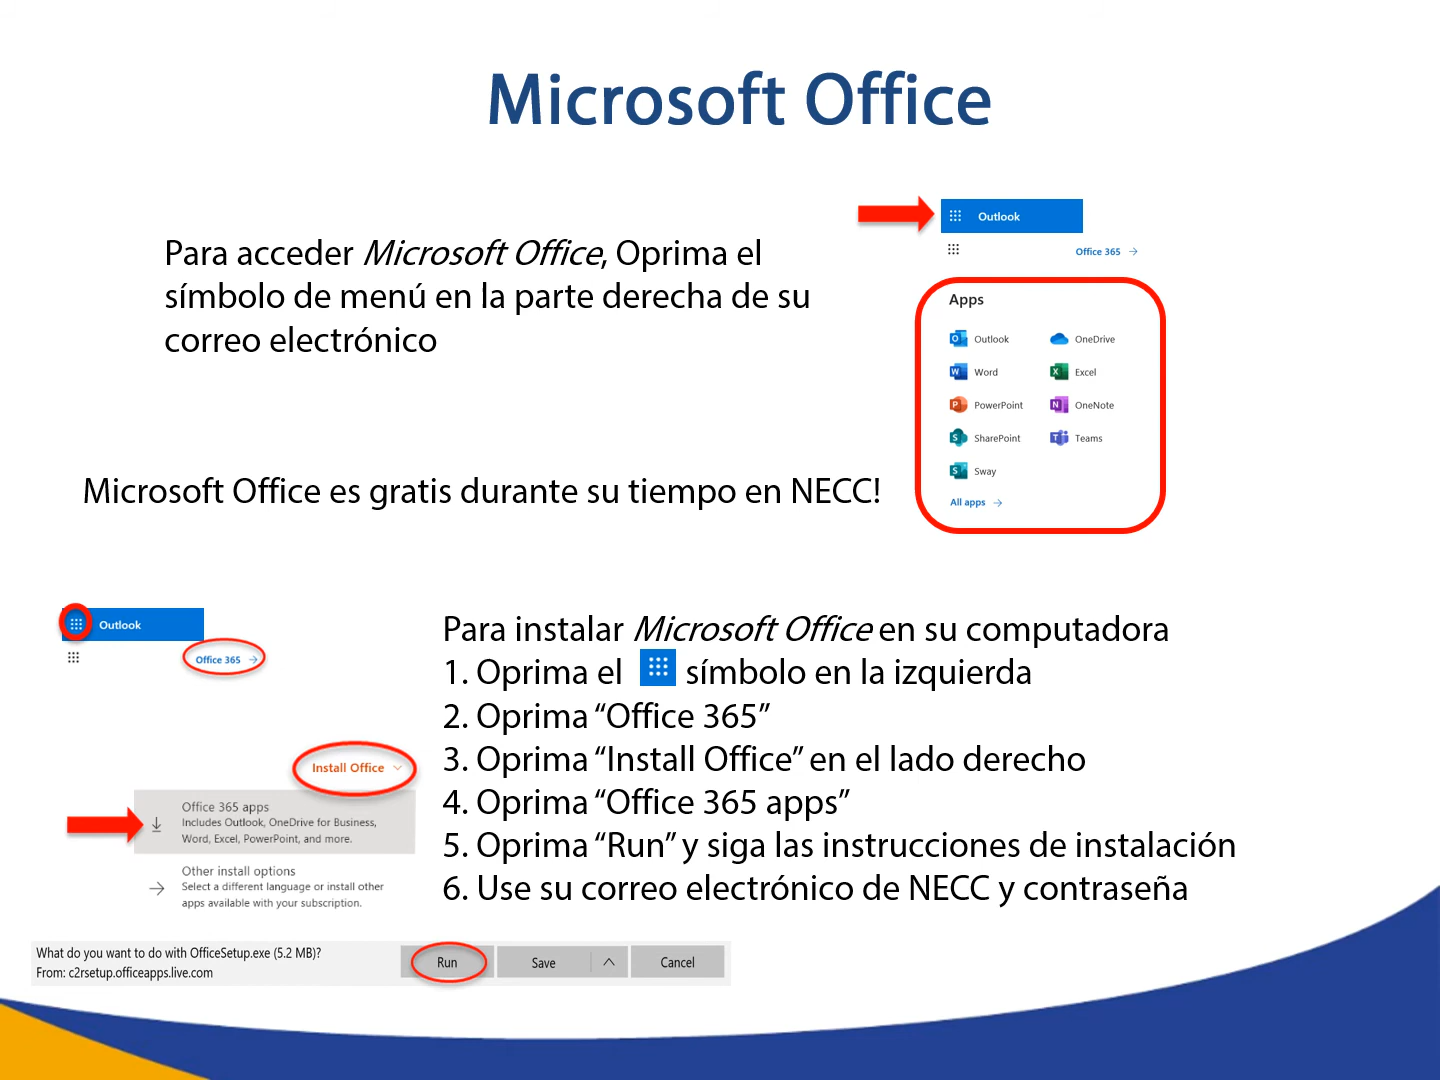 Microsoft Office
Para acceder Microsoft Office, Oprima el
símbolo de menú en la parte derecha de su
correo electrónico
Outlook
Office 365 →
Apps
Outlook
OneDrive
Word
Excel
PowerPoint
OneNote
SharePoint
Teams
Sway
All apps →
Microsoft Office es gratis durante su tiempo en NECC!
Outlook
Office 365 →
Install Office
Office 365 apps
Includes Outlook, OneDrive for Business,
Word, Excel, PowerPoint, and more.
Other install options
Select a different language or install other
apps available with your subscription.
Para instalar Microsoft Office en su computadora
1. Oprima el símbolo en la izquierda
2. Oprima “Office 365”
3. Oprima “Install Office” en el lado derecho
4. Oprima “Office 365 apps”
5. Oprima “Run” y siga las instrucciones de instalación
6. Use su correo electrónico de NECC y contraseña
What do you want to do with OfficeSetup.exe (5.2 MB)?
From: c2rsetup.officeapps.live.com
Run
Save
Cancel